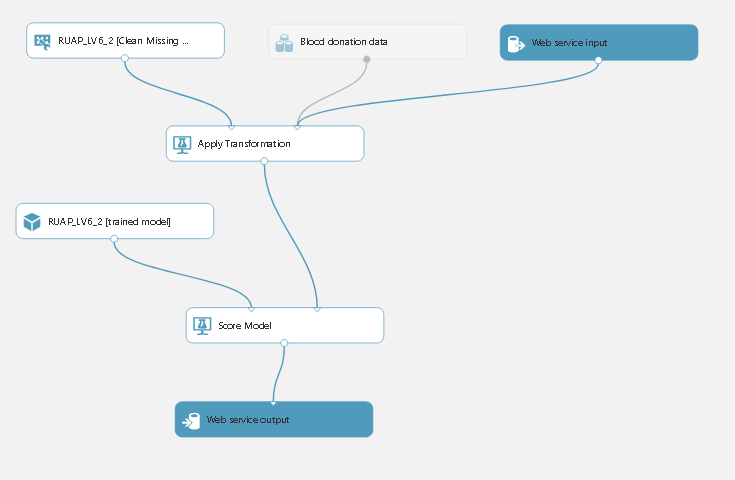 RUAP_LV6_2 [Clean Missing ...
Blood donation data
Web service input
Apply Transformation
RUAP_LV6_2 [trained model]
Score Model
Web service output